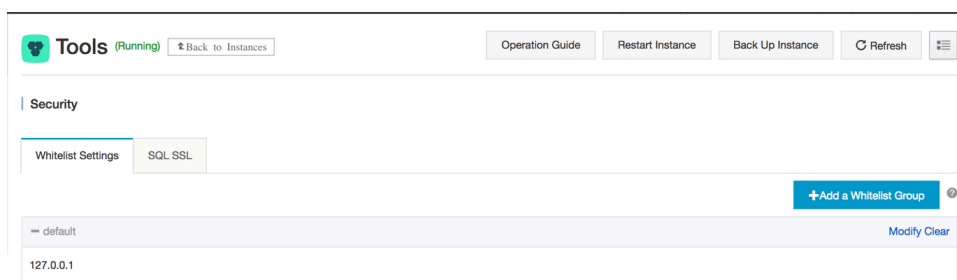 Tools (Running) Back to Instances Operation Guide Restart Instance Back Up Instance Refresh
Security
Whitelist Settings SQL SSL
+Add a Whitelist Group ?
default Modify Clear
127.0.0.1